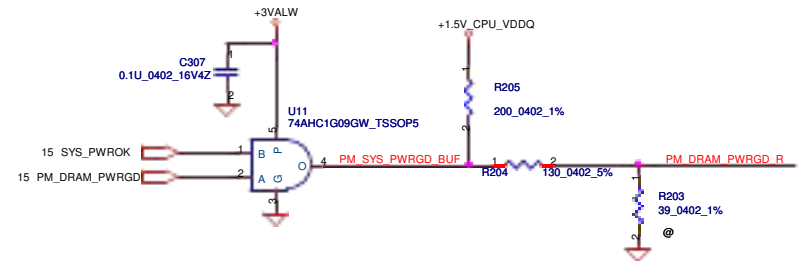 +3VALW
+1.5V_CPU_VDDQ
C307
0.1U_0402_16V4Z
1
2
R205
200_0402_1%
1
2
U11
74AHC1G09GW_TSSOP5
5
15 SYS_PWROK
1
B
P
15 PM_DRAM_PWRGD
2
A
G
O
4
3
PM_SYS_PWRGD_BUF
1
2
R204
130_0402_5%
PM_DRAM_PWRGD_R
1
R203
39_0402_1%
2
@